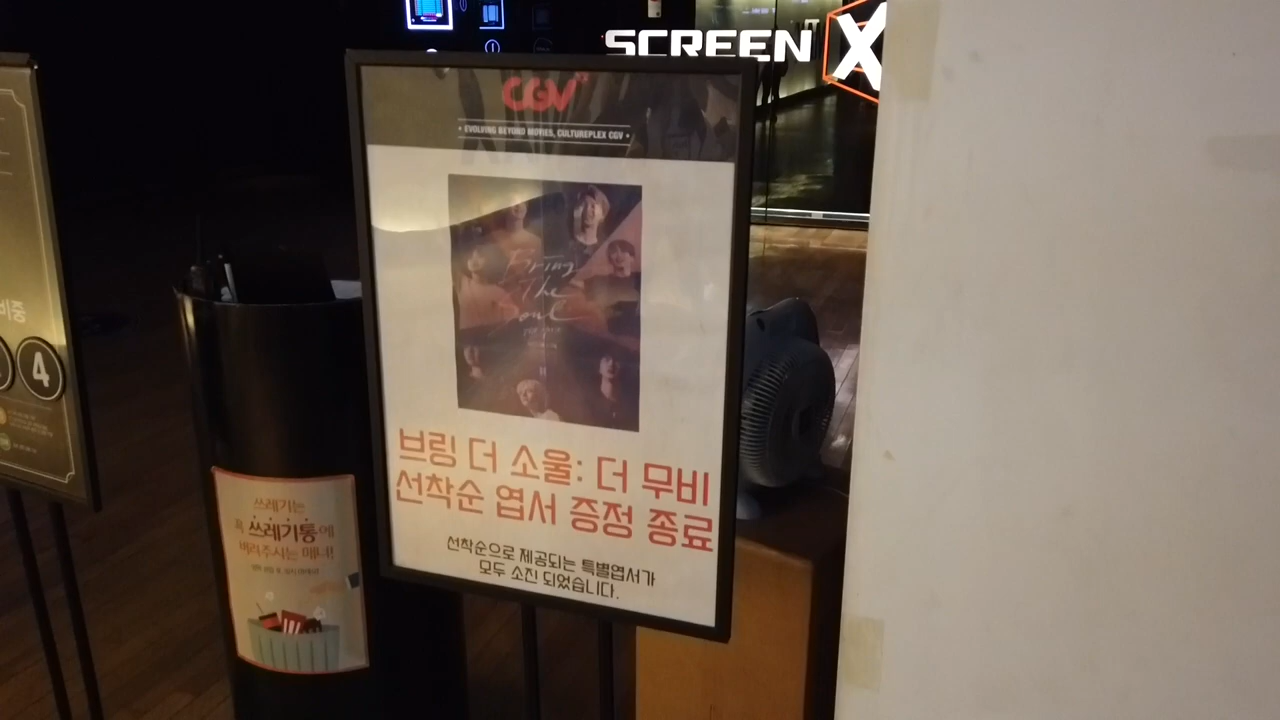 SCREEN X
CGV
• EVOLVING BEYOND MOVIES, CULTUREPLEX CGV •
Bring
The
Soul
브링 더 소울: 더 무비
선착순 엽서 증정 종료
선착순으로 제공되는 특별엽서가
모두 소진 되었습니다.
비중
4
쓰레기는
꼭 쓰레기통에
버려주시는 매너!